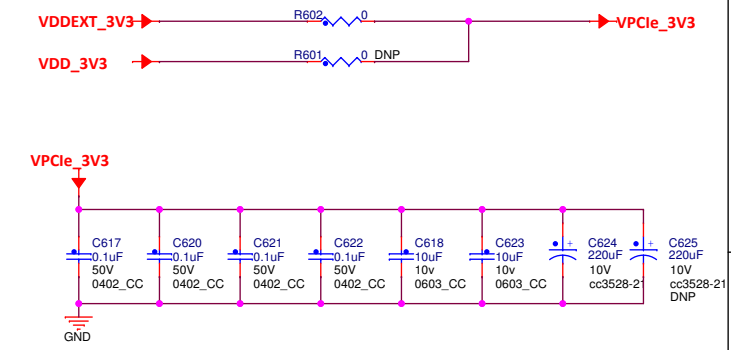 VDDEXT_3V3 R602 0 VPCIe_3V3
VDD_3V3 R601 0 DNP
VPCIe_3V3
C617 C620 C621 C622 C618 C623 C624 C625
0.1uF 0.1uF 0.1uF 0.1uF 10uF 10uF 220uF 220uF
50V 50V 50V 50V 10v 10v 10V 10V
0402_CC 0402_CC 0402_CC 0402_CC 0603_CC 0603_CC cc3528-21 cc3528-21
DNP
GND